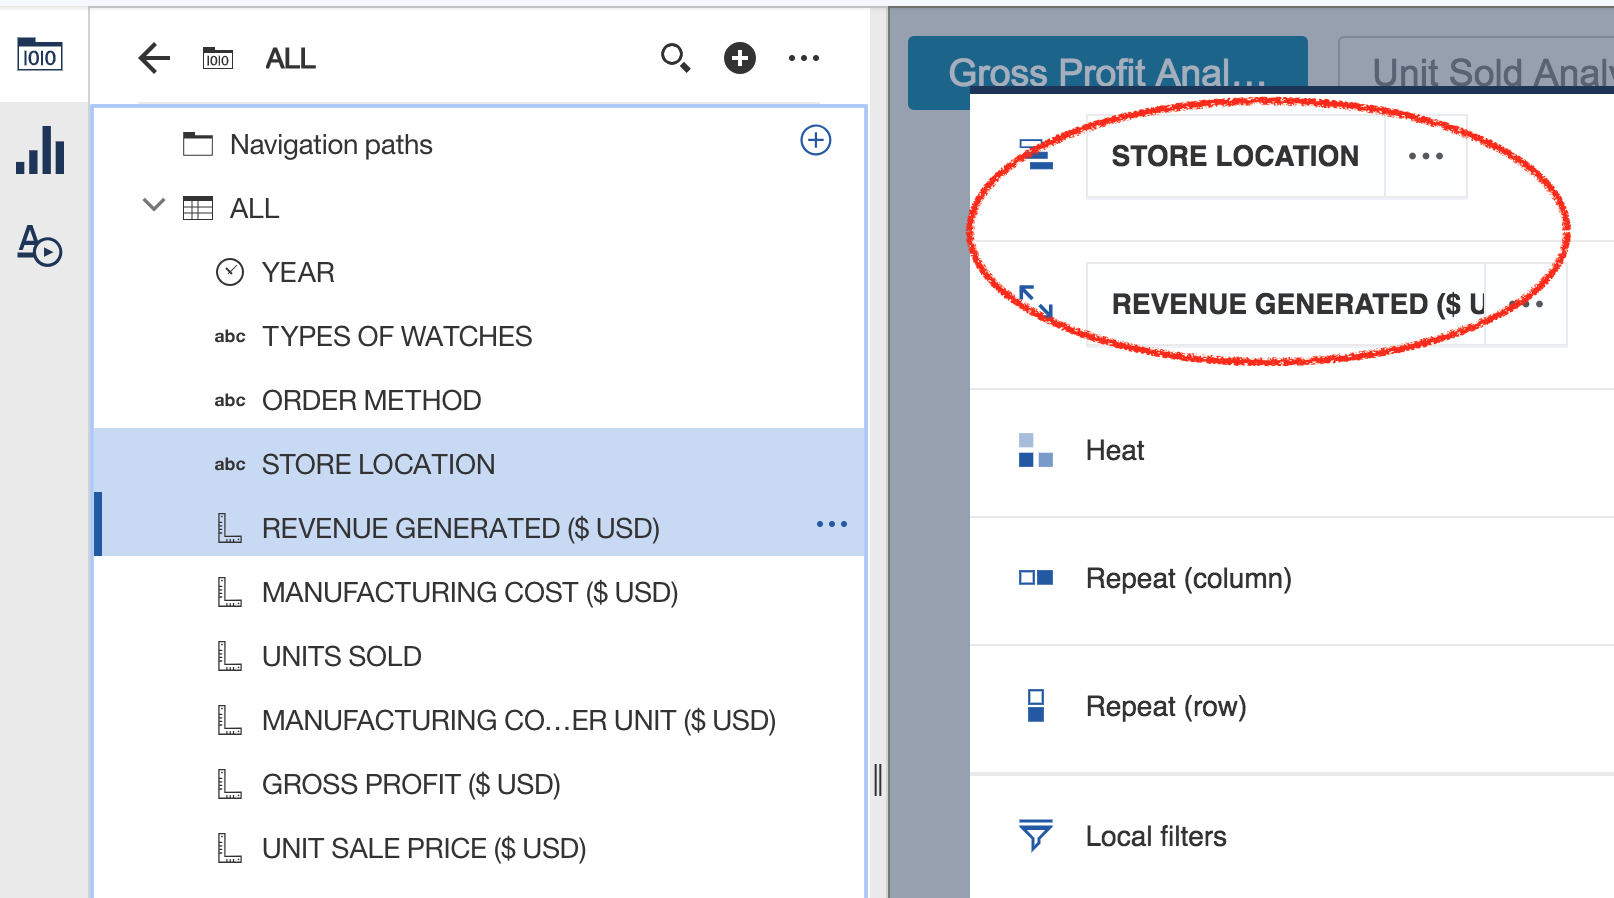 ALL
Navigation paths
ALL
YEAR
abc TYPES OF WATCHES
abc ORDER METHOD
abc STORE LOCATION
REVENUE GENERATED ($ USD)
MANUFACTURING COST ($ USD)
UNITS SOLD
MANUFACTURING CO...ER UNIT ($ USD)
GROSS PROFIT ($ USD)
UNIT SALE PRICE ($ USD)
Gross Profit Anal...
Unit Sold Analy
STORE LOCATION
REVENUE GENERATED ($ U
Heat
Repeat (column)
Repeat (row)
Local filters